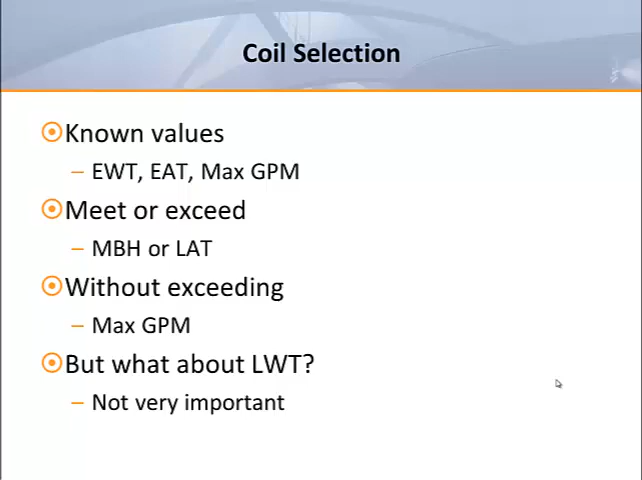 Coil Selection
Known values
– EWT, EAT, Max GPM
Meet or exceed
– MBH or LAT
Without exceeding
– Max GPM
But what about LWT?
– Not very important